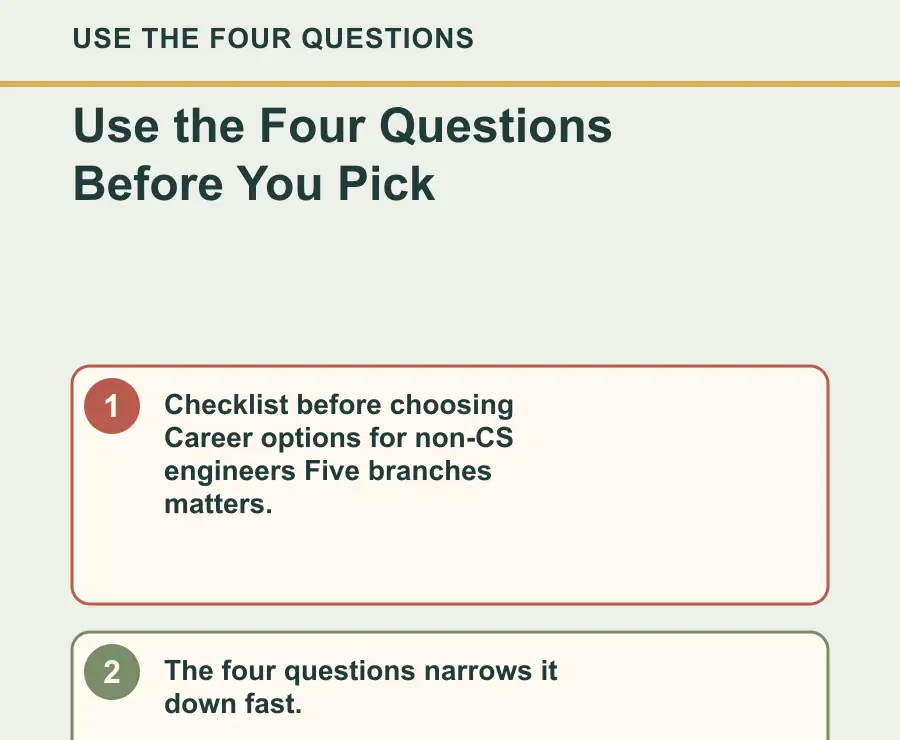 USE THE FOUR QUESTIONS
Use the Four Questions
Before You Pick
1
Checklist before choosing
Career options for non-CS
engineers Five branches
matters.
2
The four questions narrows it
down fast.